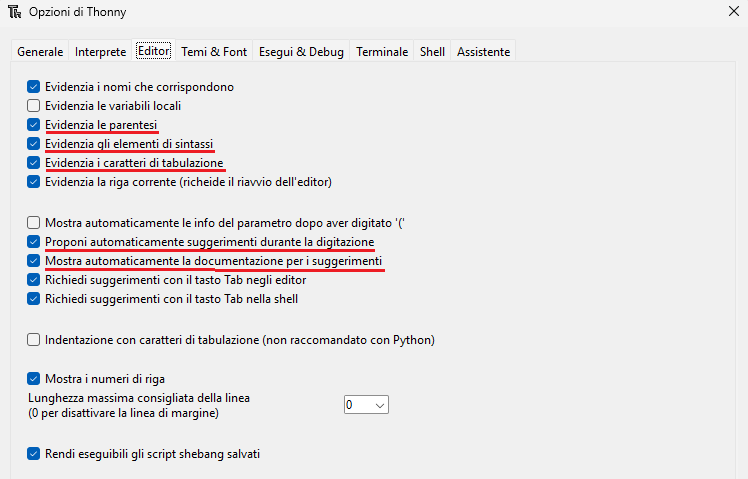 Opzioni di Thonny
Generale Interprete Editor Temi & Font Esegui & Debug Terminale Shell Assistente
Evidenzia i nomi che corrispondono
Evidenzia le variabili locali
Evidenzia le parentesi
Evidenzia gli elementi di sintassi
Evidenzia i caratteri di tabulazione
Evidenzia la riga corrente (richeide il riavvio dell'editor)
Mostra automaticamente le info del parametro dopo aver digitato '('
Proponi automaticamente suggerimenti durante la digitazione
Mostra automaticamente la documentazione per i suggerimenti
Richiedi suggerimenti con il tasto Tab negli editor
Richiedi suggerimenti con il tasto Tab nella shell
Indentazione con caratteri di tabulazione (non raccomandato con Python)
Mostra i numeri di riga
Lunghezza massima consigliata della linea
(0 per disattivare la linea di margine)
0
Rendi eseguibili gli script shebang salvati